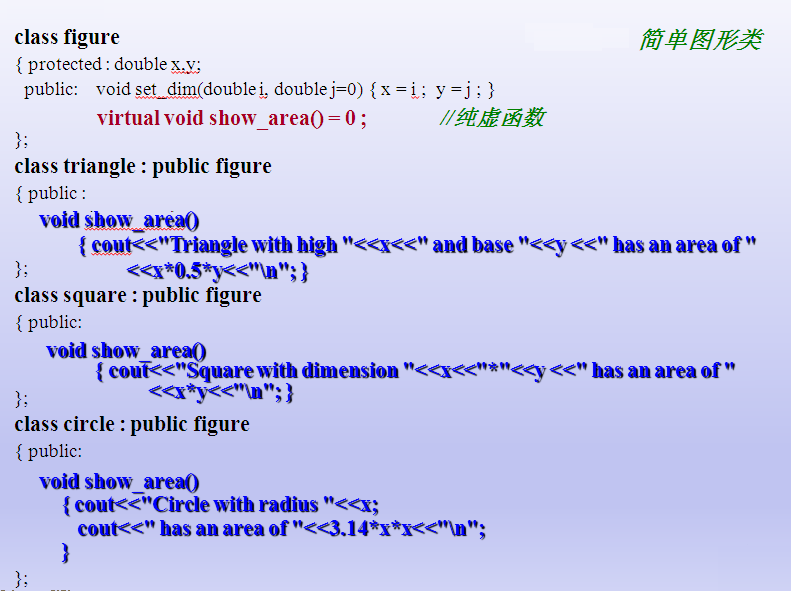 class figure
简单图形类
{ protected : double x,y;
public: void set_dim(double i, double j=0) { x = i ; y = j ; }
virtual void show_area() = 0 ; //纯虚函数
};
class triangle : public figure
{ public :
void show_area()
{ cout<<"Triangle with high "<<x<<" and base "<<y <<" has an area of "
<<x*0.5*y<<"\n"; }
};
class square : public figure
{ public:
void show_area()
{ cout<<"Square with dimension "<<x<<"*"<<y <<" has an area of "
<<x*y<<"\n"; }
};
class circle : public figure
{ public:
void show_area()
{ cout<<"Circle with radius "<<x;
cout<<" has an area of "<<3.14*x*x<<"\n";
}
};